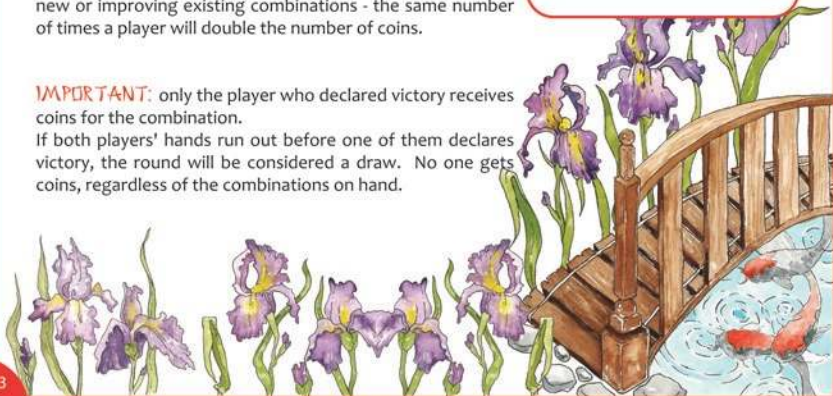 new or improving existing combinations - the same number
of times a player will double the number of coins.
IMPORTANT: only the player who declared victory receives
coins for the combination.
If both players' hands run out before one of them declares
victory, the round will be considered a draw. No one gets
coins, regardless of the combinations on hand.
3